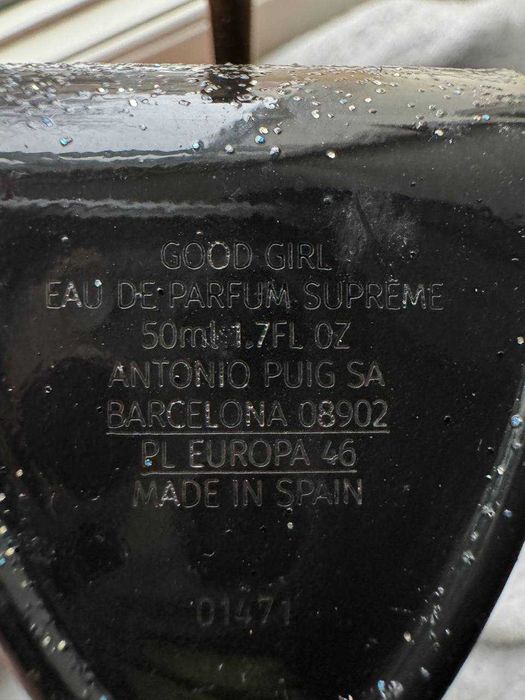 GOOD GIRL
EAU DE PARFUM SUPRÊME
50ml 1.7FL OZ
ANTONIO PUIG SA
BARCELONA 08902
PL EUROPA 46
MADE IN SPAIN
01471